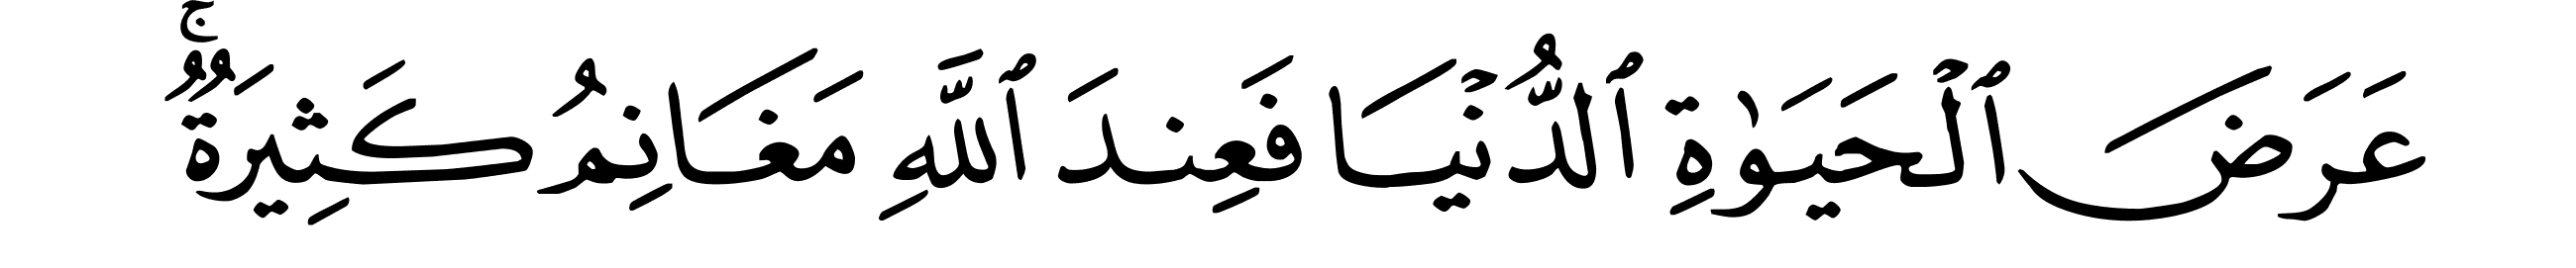 عَرَضَ ٱلْحَيَوٰةِ ٱلدُّنْيَا فَعِندَ ٱللَّهِ مَغَانِمُ كَثِيرَةٌۚ